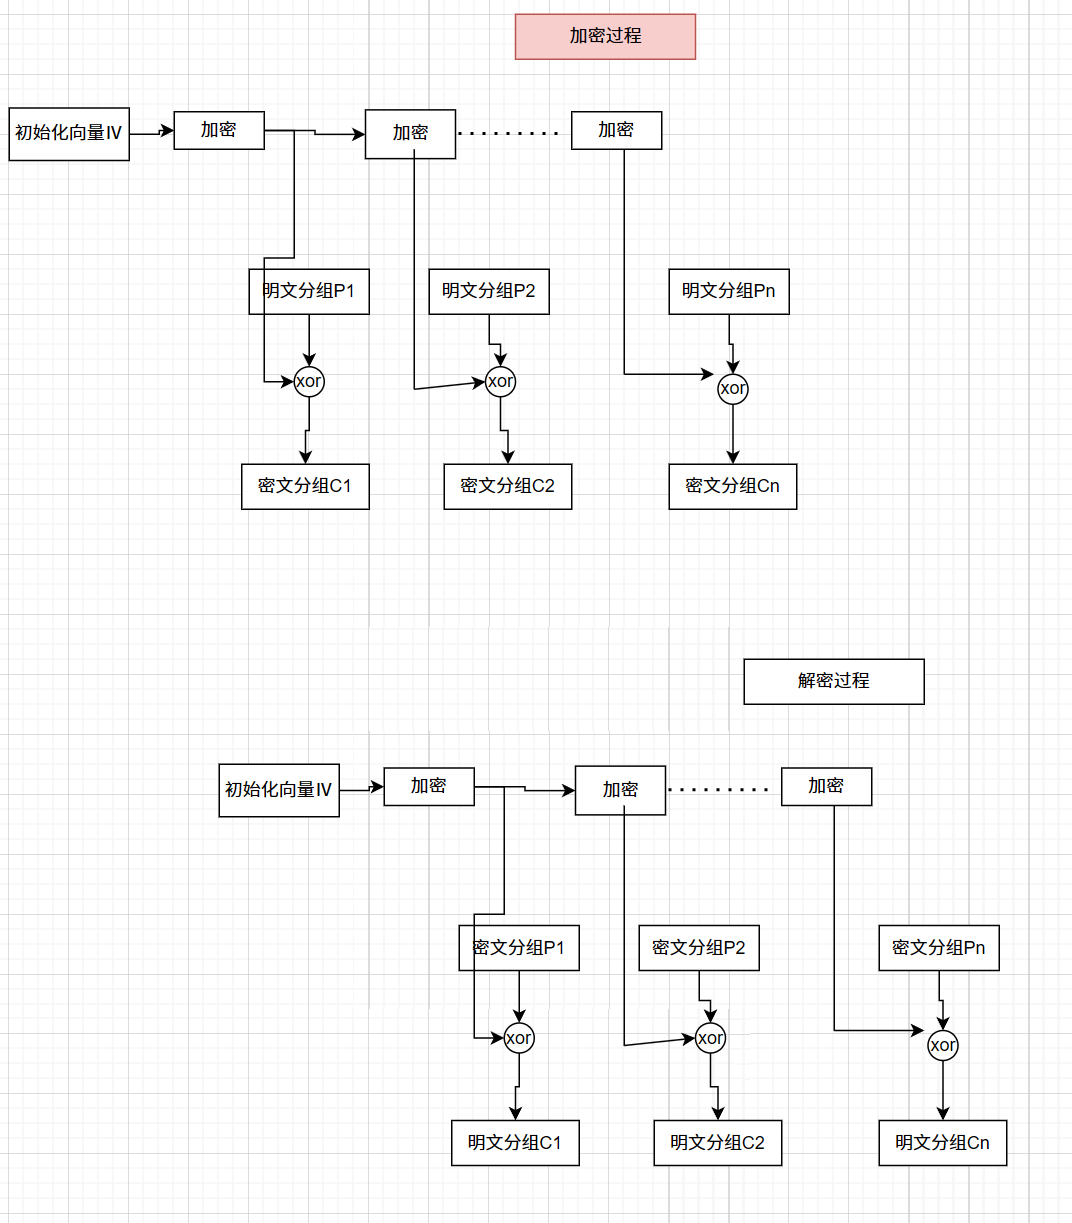 加密过程
初始化向量IV
加密
加密
加密
明文分组P1
明文分组P2
明文分组Pn
xor
xor
xor
密文分组C1
密文分组C2
密文分组Cn
解密过程
初始化向量IV
加密
加密
加密
密文分组P1
密文分组P2
密文分组Pn
xor
xor
xor
明文分组C1
明文分组C2
明文分组Cn